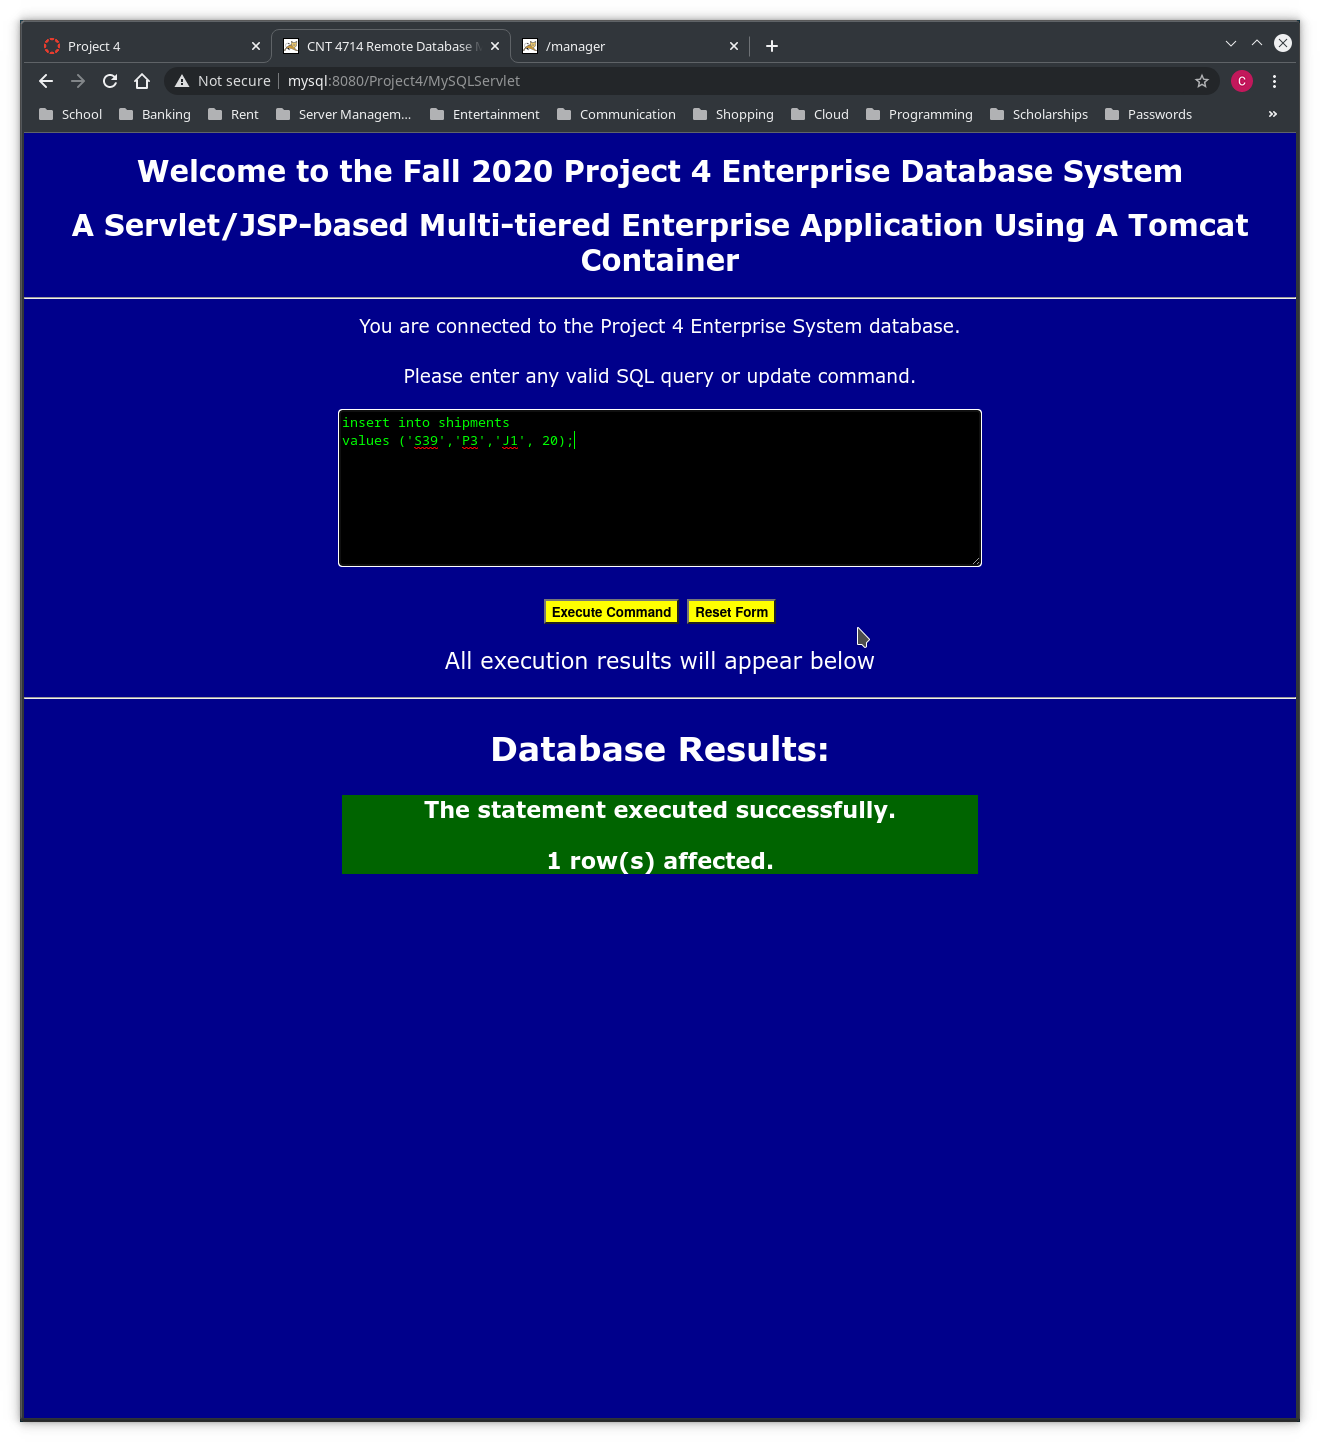 Project 4
CNT 4714 Remote Database
/manager
Not secure mysql:8080/Project4/MySQLServlet
C
School Banking Rent Server Managem... Entertainment Communication Shopping Cloud Programming Scholarships Passwords »
Welcome to the Fall 2020 Project 4 Enterprise Database System
A Servlet/JSP-based Multi-tiered Enterprise Application Using A Tomcat
Container
You are connected to the Project 4 Enterprise System database.
Please enter any valid SQL query or update command.
insert into shipments
values ('S39','P3','J1', 20);
Execute Command Reset Form
All execution results will appear below
Database Results:
The statement executed successfully.
1 row(s) affected.